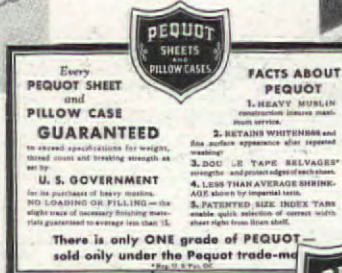 PEQUOT
SHEETS
AND
PILLOW CASES
Every
PEQUOT SHEET
and
PILLOW CASE
GUARANTEED
to exceed specifications for weight,
thread count and breaking strength as
set by
U. S. GOVERNMENT
for its purchases of heavy muslins.
NO LOADING OR FILLING — the
slight trace of necessary finishing mate-
rials guaranteed to average less than 1%.
FACTS ABOUT
PEQUOT
1. HEAVY MUSLIN
construction insures maxi-
mum service.
2. RETAINS WHITENESS and
fine surface appearance after repeated
washing!
3. DOU LE TAPE SELVAGES*
strengthen and protect edges of each sheet.
4. LESS THAN AVERAGE SHRINK-
AGE shown by impartial tests.
5. PATENTED SIZE INDEX TABS
enable quick selection of correct width
sheet right from linen shelf.
There is only ONE grade of PEQUOT—
sold only under the Pequot trade-ma
*Reg. U. S. Pat. Of.